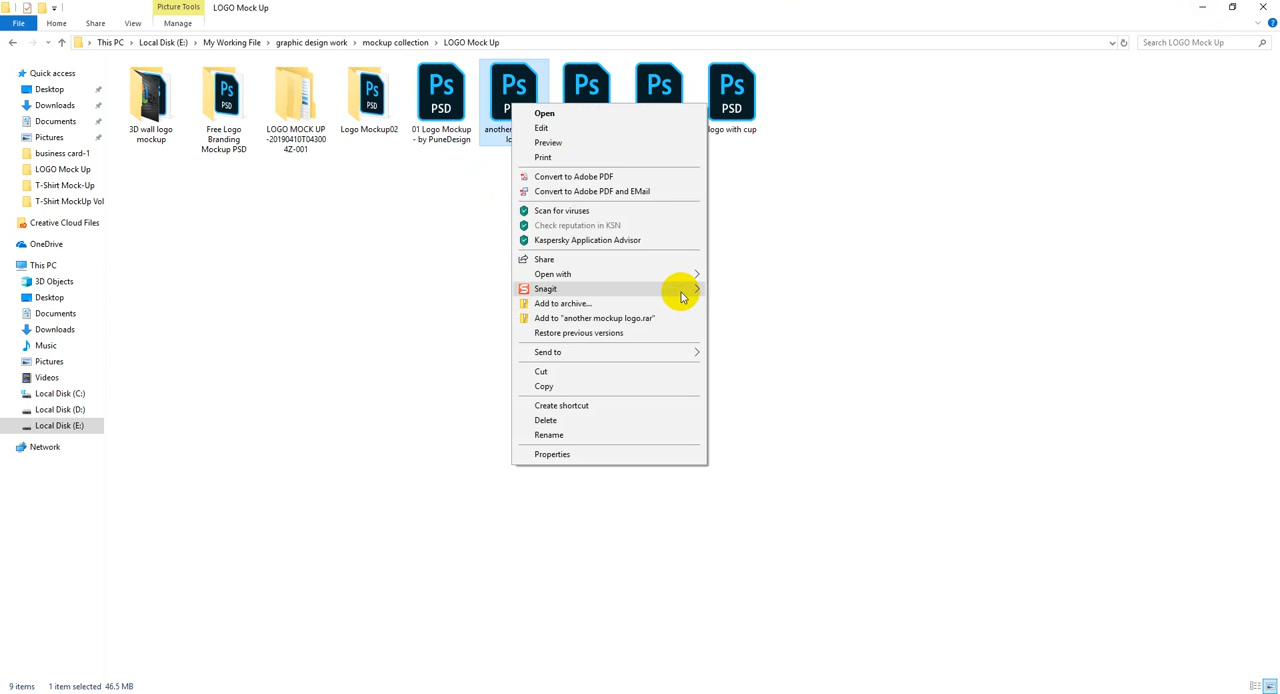 Picture Tools
LOGO Mock Up
File
Home
Share
View
Manage
This PC
Local Disk (E:)
My Working File
graphic design work
mockup collection
LOGO Mock Up
Search LOGO Mock Up
Quick access
Desktop
Downloads
Documents
Pictures
business card-1
LOGO Mock Up
T-Shirt Mock-Up
T-Shirt MockUp Vol
Creative Cloud Files
OneDrive
This PC
3D Objects
Desktop
Documents
Downloads
Music
Pictures
Videos
Local Disk (C:)
Local Disk (D:)
Local Disk (E:)
Network
3D wall logo
mockup
Free Logo
Branding
Mockup PSD
LOGO MOCK UP
-20190410T04300
4Z-001
Logo Mockup02
Ps
PSD
01 Logo Mockup
- by PuneDesign
Ps
Ps
Ps
Ps
PSD
logo with cup
Open
Edit
Preview
Print
Convert to Adobe PDF
Convert to Adobe PDF and EMail
Scan for viruses
Check reputation in KSN
Kaspersky Application Advisor
Share
Open with
Snagit
Add to archive...
Add to "another mockup logo.rar"
Restore previous versions
Send to
Cut
Copy
Create shortcut
Delete
Rename
Properties
9 items
1 item selected 46.5 MB